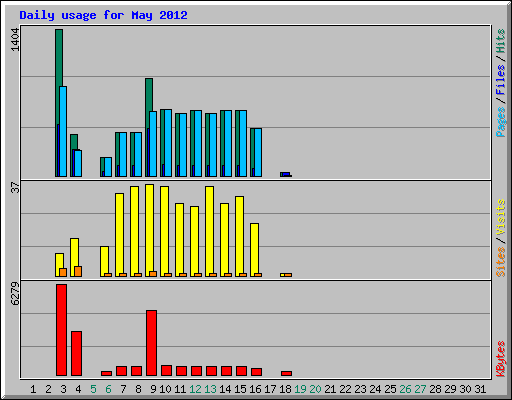 Daily usage for May 2012
1404
Pages/Files/Hits
37
Sites/Visits
6279
KBytes
1 2 3 4 5 6 7 8 9 10 11 12 13 14 15 16 17 18 19 20 21 22 23 24 25 26 27 28 29 30 31